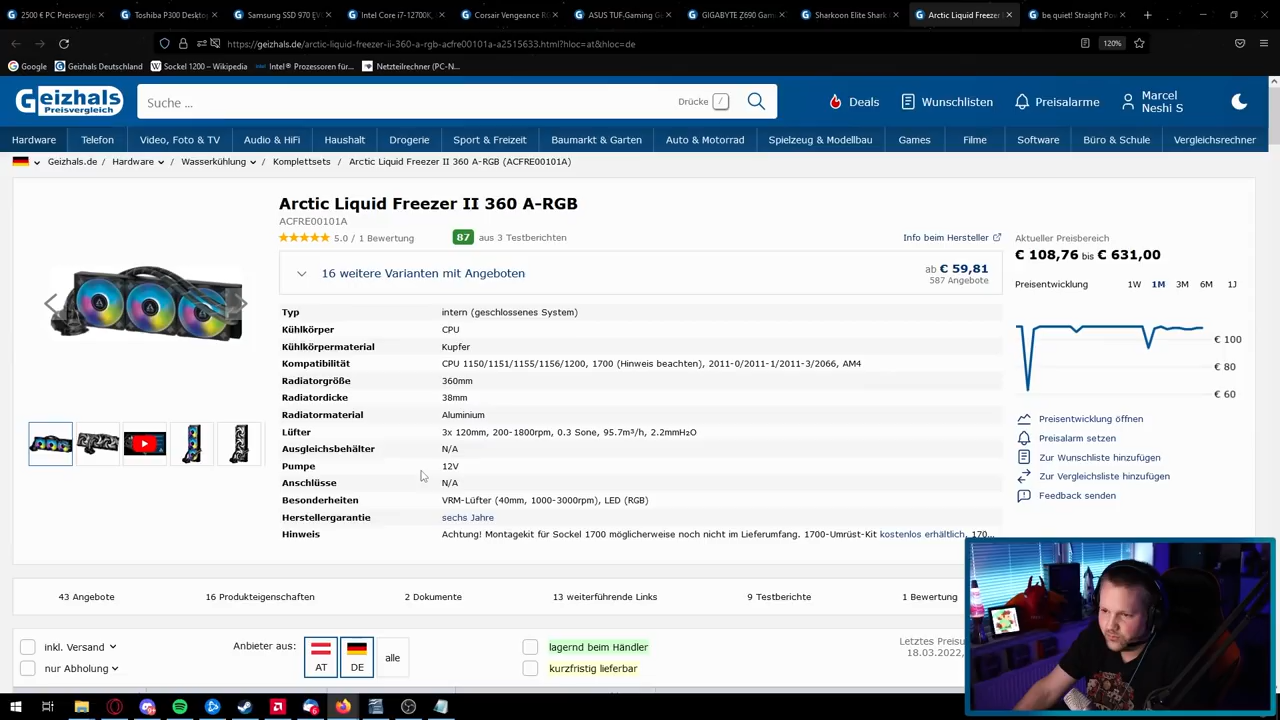 2500 € PC
Toshiba P300 Desktop
Samsung SSD 970 EV
Intel Core i7-12700K,
Corsair Vengeance R
ASUS TUF Gaming G
GIGABYTE Z690 Gam
Sharkoon Elite Shark
Arctic Liquid Freezer
be quiet! Straight Po
https://geizhals.de/arctic-liquid-freezer-ii-360-a-rgb-acfre00101a-a2515633.html?hloc=at&hloc=de
120%
Google
Geizhals Deutschland
Sockel 1200 – Wikipedia
Intel® Prozessoren für...
Netzteilrechner (PC-N...
Geizhals
Preisvergleich
Suche ...
Drücke /
Deals
Wunschlisten
Preisalarme
Marcel
Neshi S
Hardware
Telefon
Video, Foto & TV
Audio & HiFi
Haushalt
Drogerie
Sport & Freizeit
Baumarkt & Garten
Auto & Motorrad
Spielzeug & Modellbau
Games
Filme
Software
Büro & Schule
Vergleichsrechner
Geizhals.de / Hardware / Wasserkühlung / Komplettsets / Arctic Liquid Freezer II 360 A-RGB (ACFRE00101A)
Arctic Liquid Freezer II 360 A-RGB
ACFRE00101A
5.0 / 1 Bewertung
87 aus 3 Testberichten
Info beim Hersteller
16 weitere Varianten mit Angeboten
ab € 59,81
587 Angebote
Typ intern (geschlossenes System)
Kühlkörper CPU
Kühlkörpermaterial Kupfer
Kompatibilität CPU 1150/1151/1155/1156/1200, 1700 (Hinweis beachten), 2011-0/2011-1/2011-3/2066, AM4
Radiatorgröße 360mm
Radiatordicke 38mm
Radiatormaterial Aluminium
Lüfter 3x 120mm, 200-1800rpm, 0.3 Sone, 95.7m³/h, 2.2mmH₂O
Ausgleichsbehälter N/A
Pumpe 12V
Anschlüsse N/A
Besonderheiten VRM-Lüfter (40mm, 1000-3000rpm), LED (RGB)
Herstellergarantie sechs Jahre
Hinweis Achtung! Montagekit für Sockel 1700 möglicherweise noch nicht im Lieferumfang. 1700-Umrüst-Kit kostenlos erhältlich, 170...
Aktueller Preisbereich
€ 108,76 bis € 631,00
Preisentwicklung 1W 1M 3M 6M 1J
€ 100
€ 80
€ 60
Preisentwicklung öffnen
Preisalarm setzen
Zur Wunschliste hinzufügen
Zur Vergleichsliste hinzufügen
Feedback senden
43 Angebote
16 Produkteigenschaften
2 Dokumente
13 weiterführende Links
9 Testberichte
1 Bewertung
inkl. Versand
nur Abholung
Anbieter aus:
AT
DE
alle
lagernd beim Händler
kurzfristig lieferbar
Letztes Preisu
18.03.2022,